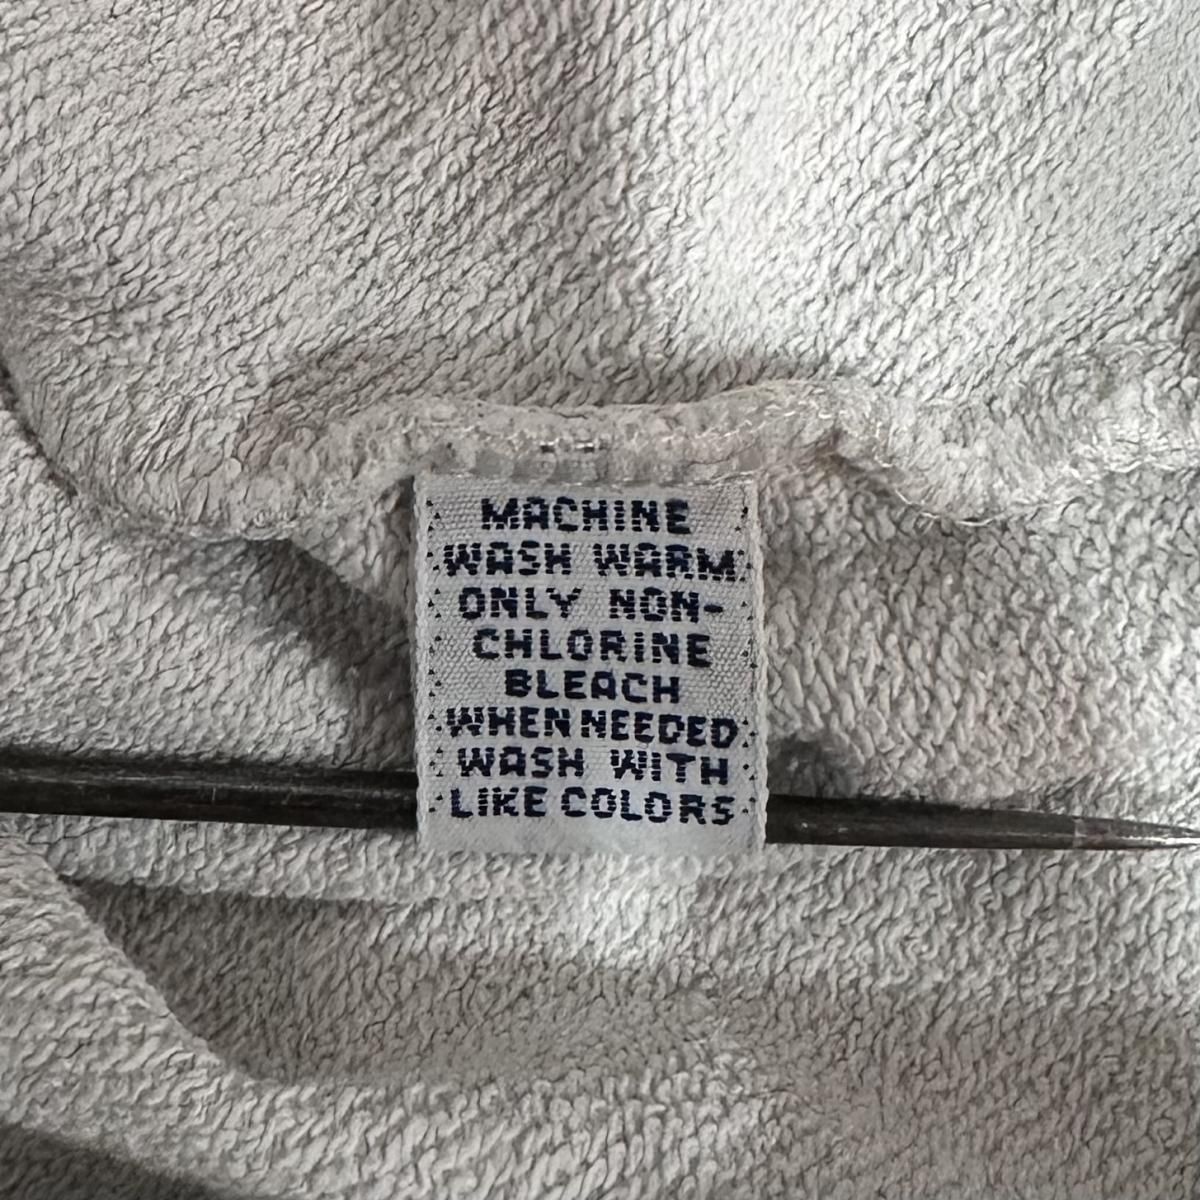 MACHINE
WASH WARM
ONLY NON-
CHLORINE
BLEACH
WHEN NEEDED
WASH WITH
LIKE COLORS